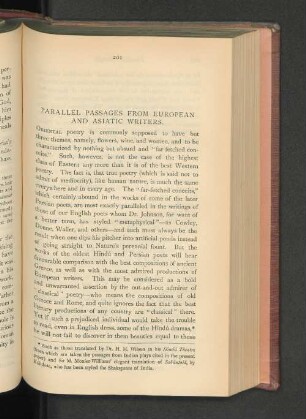 201
PARALLEL PASSAGES FROM EUROPEAN
AND ASIATIC WRITERS.
poetry is commonly supposed to have but
three themes, namely, flowers, wine, and women, and to be
characterized by nothing but absurd and "far-fetched con-
ceits." Such, however, is not the case of the highest
class of Eastern any more than it is of the best Western
poetry. The fact is, that true poetry (which is said not to
admit of mediocrity), like human nature, is much the same
everywhere and in every age. The "far-fetched conceits,"
which certainly abound in the works of some of the later
Persian poets, are most exactly paralleled in the writings of
those of our English poets whom Dr. Johnson, for want of
a better term, has styled "metaphysical"—as Cowley,
Donne, Waller, and others—and such must always be the
result when one dips his pitcher into artificial pools instead
of going straight to Nature's perennial fount. But the
works of the oldest Hindū and Persian poets will bear
favourable comparison with the best compositions of ancient
Greece, as well as with the most admired productions of
European writers. This may be considered as a bold
and unwarranted assertion by the out-and-out admirer of
"classical" poetry—who means the compositions of old
Greece and Rome, and quite ignores the fact that the best
literary productions of any country are "classical" there.
Yet if such a prejudiced individual would take the trouble
to read, even in English dress, some of the Hindū dramas,*
he will not fail to discover in them beauties equal to those
* Such as those translated by Dr. H. H. Wilson in his Hindū Theatre
(from which are taken the passages from Indian plays cited in the present
paper) and Sir M. Monier Williams' elegant rendering of Sakúntalá, by
Kálidása, who has been styled the Shakspeare of India.